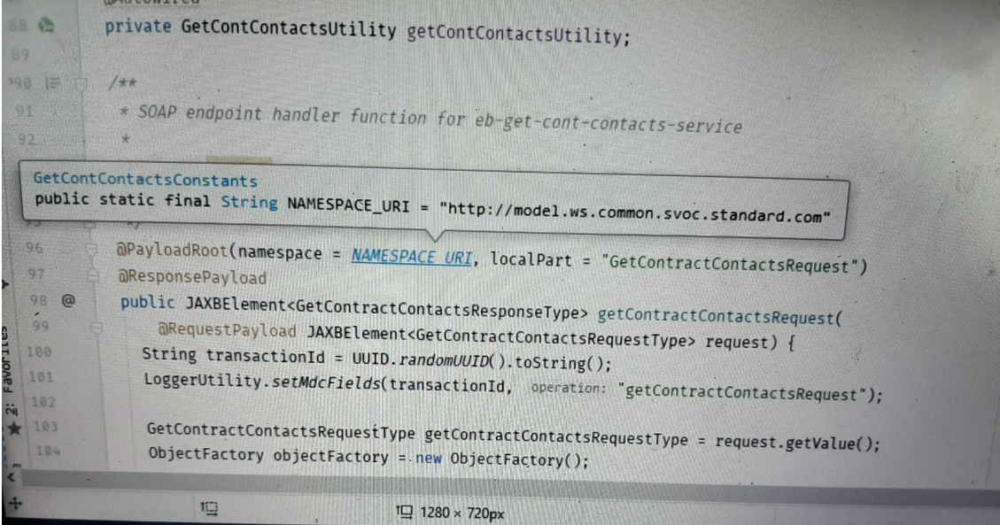 @Autowired
88 private GetContContactsUtility getContContactsUtility;
89
90 /**
91 * SOAP endpoint handler function for eb-get-cont-contacts-service
92 *
GetContContactsConstants
public static final String NAMESPACE_URI = "http://model.ws.common.svoc.standard.com"
95 */
96 @PayloadRoot(namespace = NAMESPACE_URI, localPart = "GetContractContactsRequest")
97 @ResponsePayload
98 @ public JAXBElement<GetContractContactsResponseType> getContractContactsRequest(
99 @RequestPayload JAXBElement<GetContractContactsRequestType> request) {
100 String transactionId = UUID.randomUUID().toString();
101 LoggerUtility.setMdcFields(transactionId, operation: "getContractContactsRequest");
102
103 GetContractContactsRequestType getContractContactsRequestType = request.getValue();
104 ObjectFactory objectFactory = new ObjectFactory();
2: Favorites
1280 × 720px